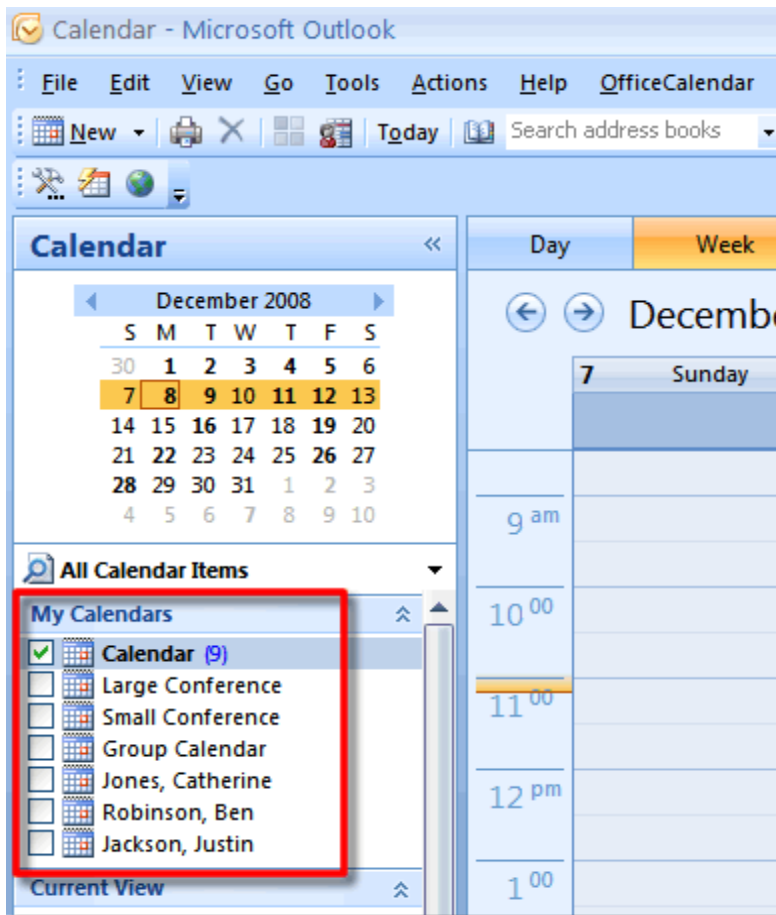 Calendar - Microsoft Outlook
File Edit View Go Tools Actions Help OfficeCalendar
New Today Search address books
Calendar «
Day Week
December 2008
S M T W T F S
30 1 2 3 4 5 6
7 8 9 10 11 12 13
14 15 16 17 18 19 20
21 22 23 24 25 26 27
28 29 30 31 1 2 3
4 5 6 7 8 9 10
Decembe
7 Sunday
All Calendar Items
My Calendars
Calendar (9)
Large Conference
Small Conference
Group Calendar
Jones, Catherine
Robinson, Ben
Jackson, Justin
Current View
9 am
10 00
11 00
12 pm
1 00